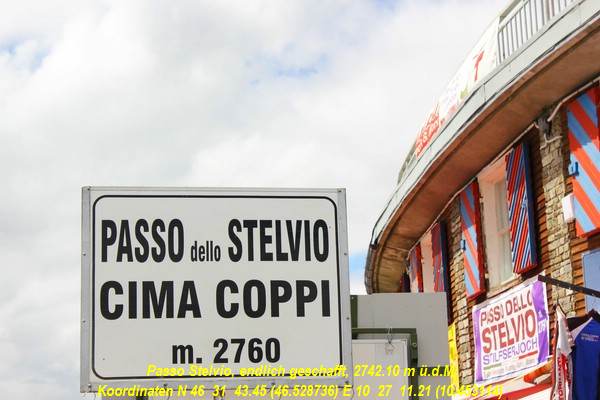 PASSO dello STELVIO
CIMA COPPI
m. 2760
PASSO DELLO
STELVIO
STILFSERJOCH
Passo Stelvio, endlich geschafft, 2742.10 m ü.d.M.
Koordinaten N 46 31 43.45 (46.528736) E 10 27 11.21 (10.453114)